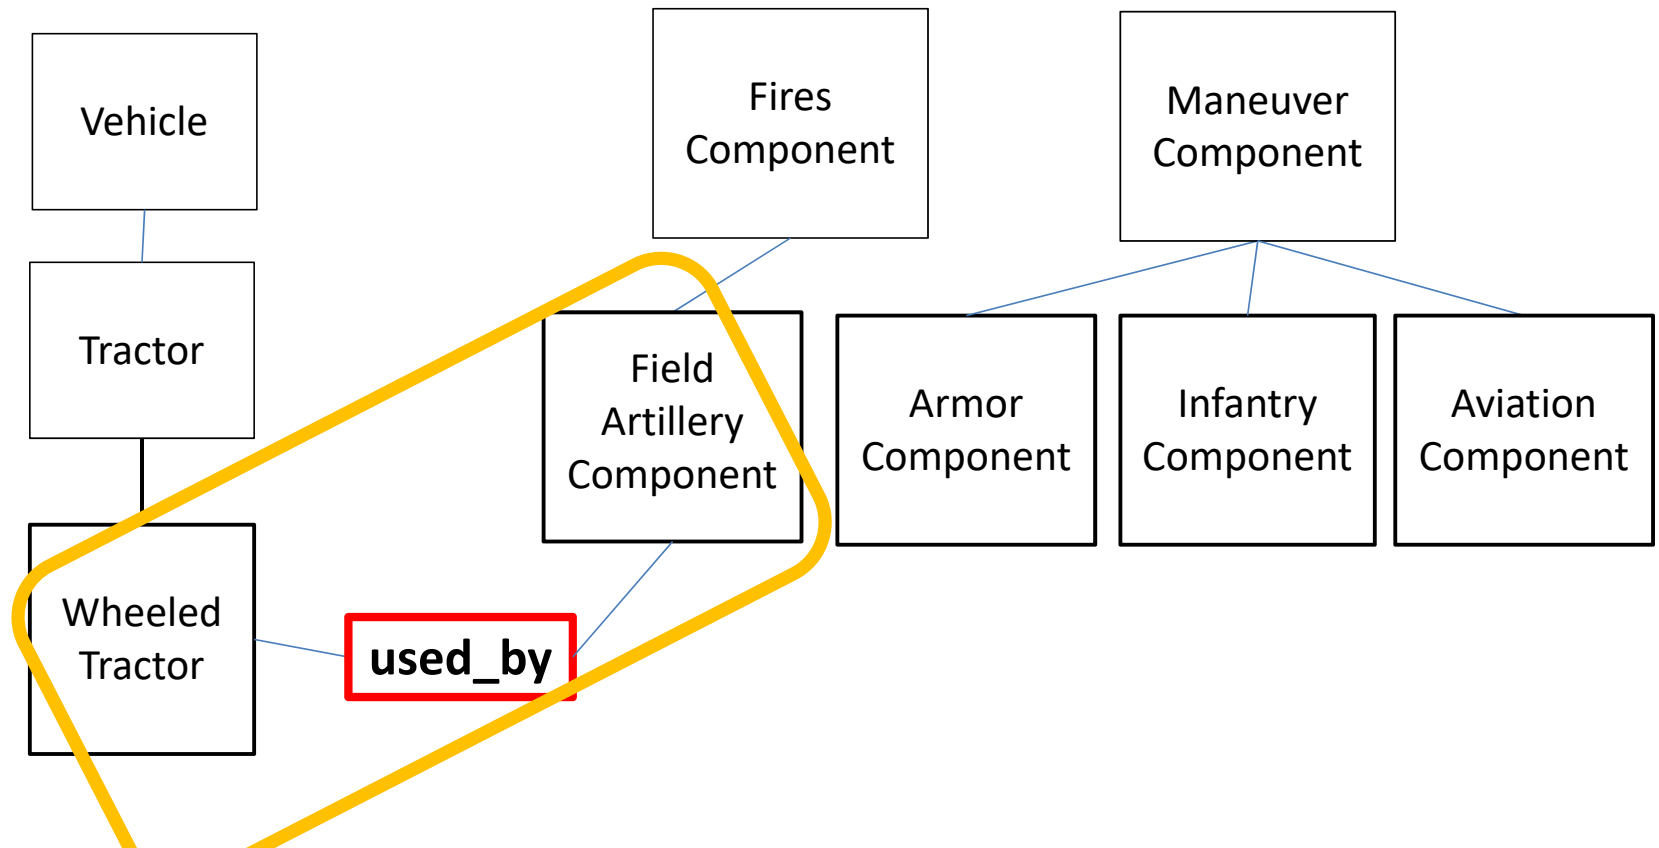 Vehicle
Fires
Component
Maneuver
Component
Tractor
Field
Artillery
Component
Armor
Component
Infantry
Component
Aviation
Component
Wheeled
Tractor
used_by